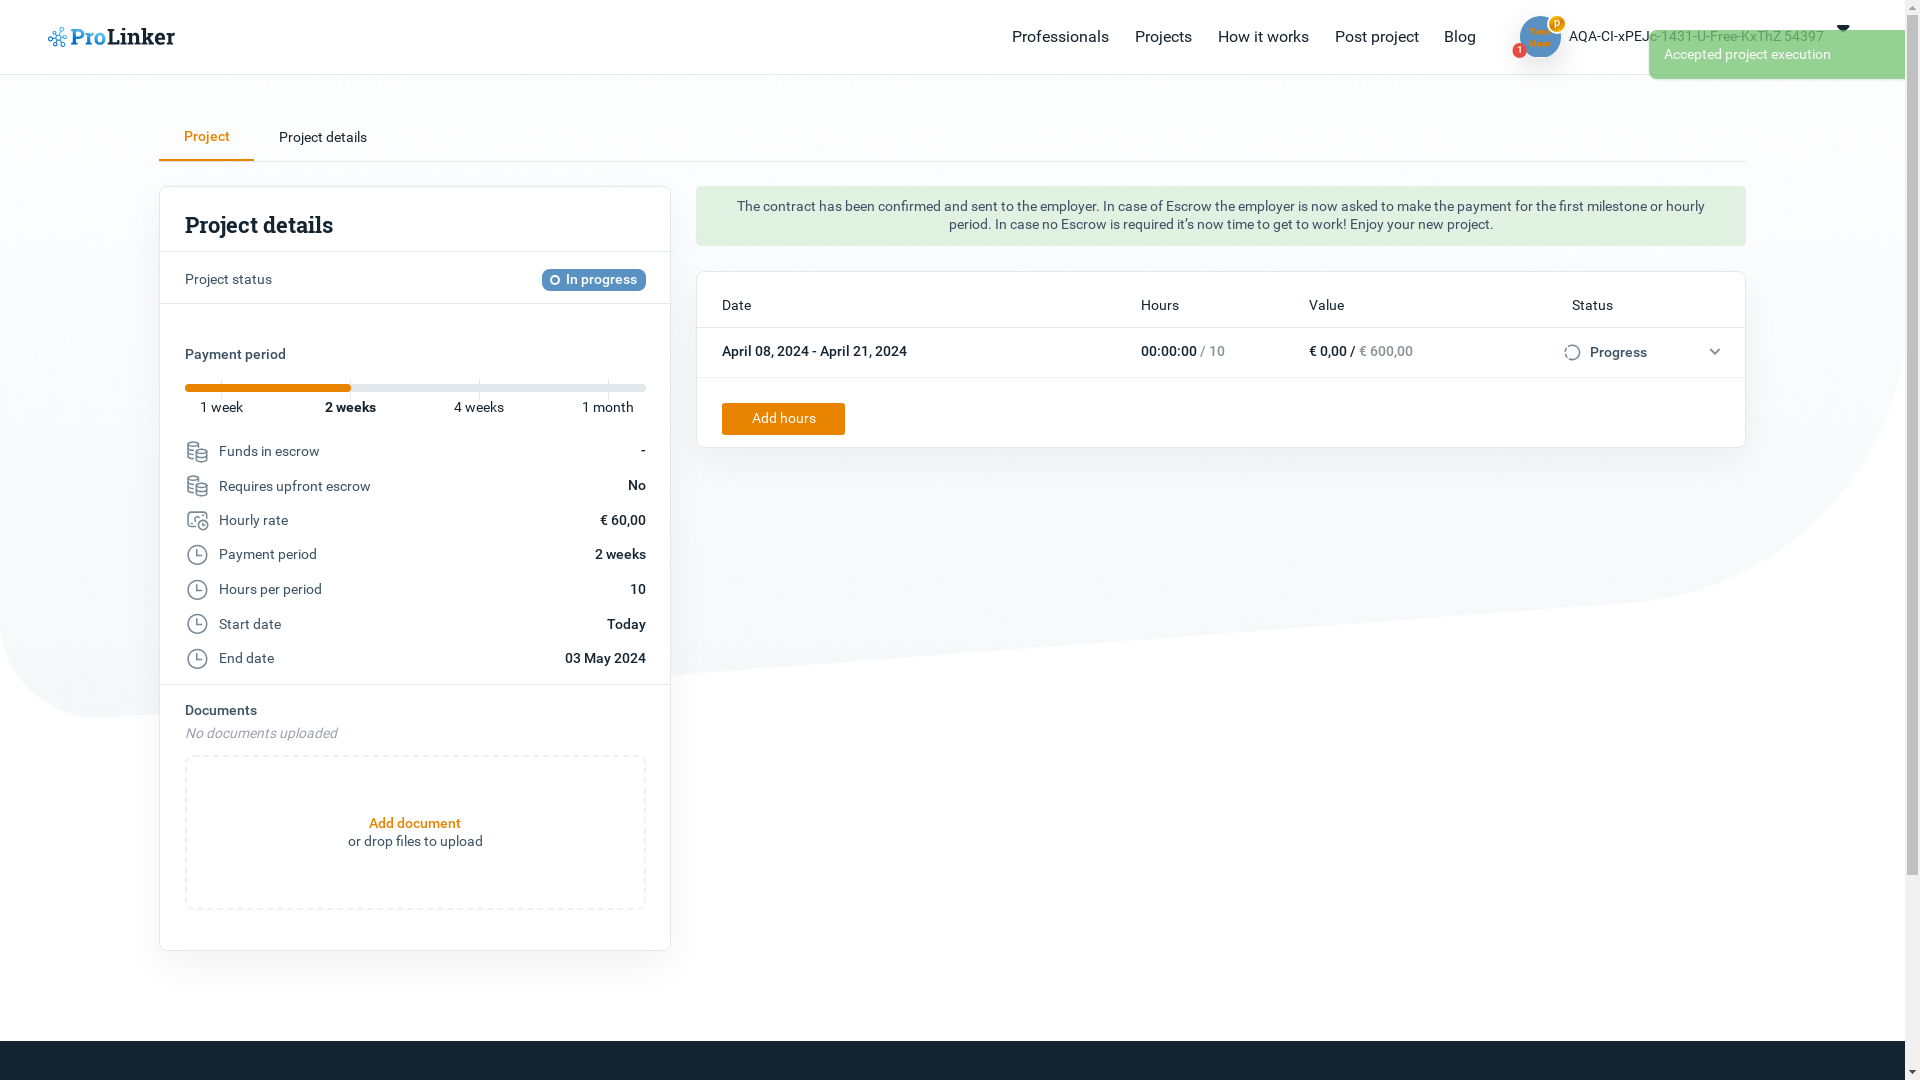 ProLinker
Professionals
Projects
How it works
Post project
Blog
Test
User
p
1
AQA-CI-xPEJc-1431-U-Free-KxThZ 54397
Accepted project execution
Project
Project details
Project details
Project status
In progress
Payment period
1 week
2 weeks
4 weeks
1 month
Funds in escrow
-
Requires upfront escrow
No
Hourly rate
€ 60,00
Payment period
2 weeks
Hours per period
10
Start date
Today
End date
03 May 2024
Documents
No documents uploaded
Add document
or drop files to upload
The contract has been confirmed and sent to the employer. In case of Escrow the employer is now asked to make the payment for the first milestone or hourly
period. In case no Escrow is required it’s now time to get to work! Enjoy your new project.
Date
Hours
Value
Status
April 08, 2024 - April 21, 2024
00:00:00 / 10
€ 0,00 / € 600,00
Progress
Add hours